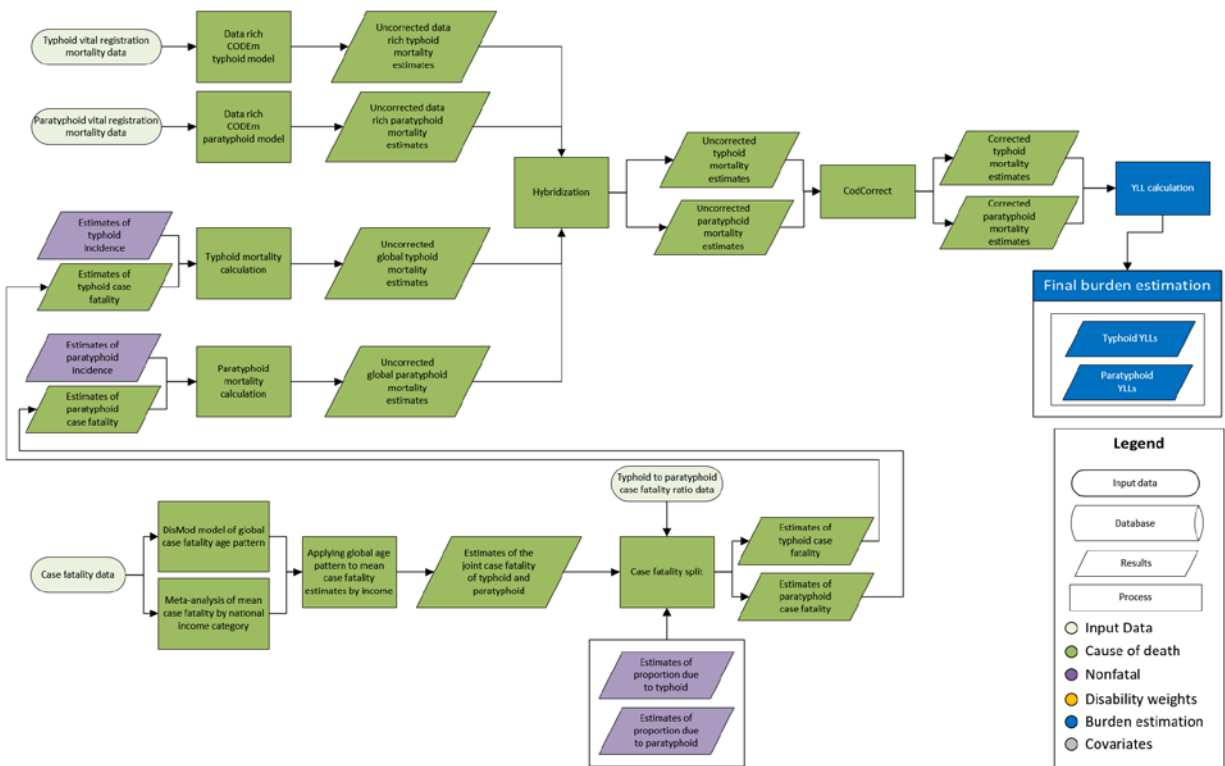 Typhoid vital registration
mortality data
Data rich
CODEm
typhoid model
Uncorrected data
rich typhoid
mortality
estimates
Paratyphoid vital registration
mortality data
Data rich
CODEm
paratyphoid model
Uncorrected data
rich paratyphoid
mortality
estimates
Hybridization
Uncorrected
typhoid
mortality
estimates
Uncorrected
paratyphoid
mortality
estimates
CodCorrect
Corrected
typhoid
mortality
estimates
Corrected
paratyphoid
mortality
estimates
YLL calculation
Estimates of
typhoid
incidence
Estimates of
typhoid case
fatality
Typhoid mortality
calculation
Uncorrected
global typhoid
mortality
estimates
Final burden estimation
Typhoid YLLs
Paratyphoid
YLLs
Estimates of
paratyphoid
incidence
Estimates of
paratyphoid
case fatality
Paratyphoid
mortality
calculation
Uncorrected
global paratyphoid
mortality
estimates
Typhoid to paratyphoid
case fatality ratio data
Case fatality data
DisMod model of global
case fatality age pattern
Meta-analysis of mean
case fatality by national
income category
Applying global age
pattern to mean
case fatality
estimates by income
Estimates of the
joint case fatality
of typhoid and
paratyphoid
Case fatality split
Estimates of
typhoid case
fatality
Estimates of
paratyphoid case
fatality
Estimates of
proportion due
to typhoid
Estimates of
proportion due
to paratyphoid
Legend
Input data
Database
Results
Process
Input Data
Cause of death
Nonfatal
Disability weights
Burden estimation
Covariates